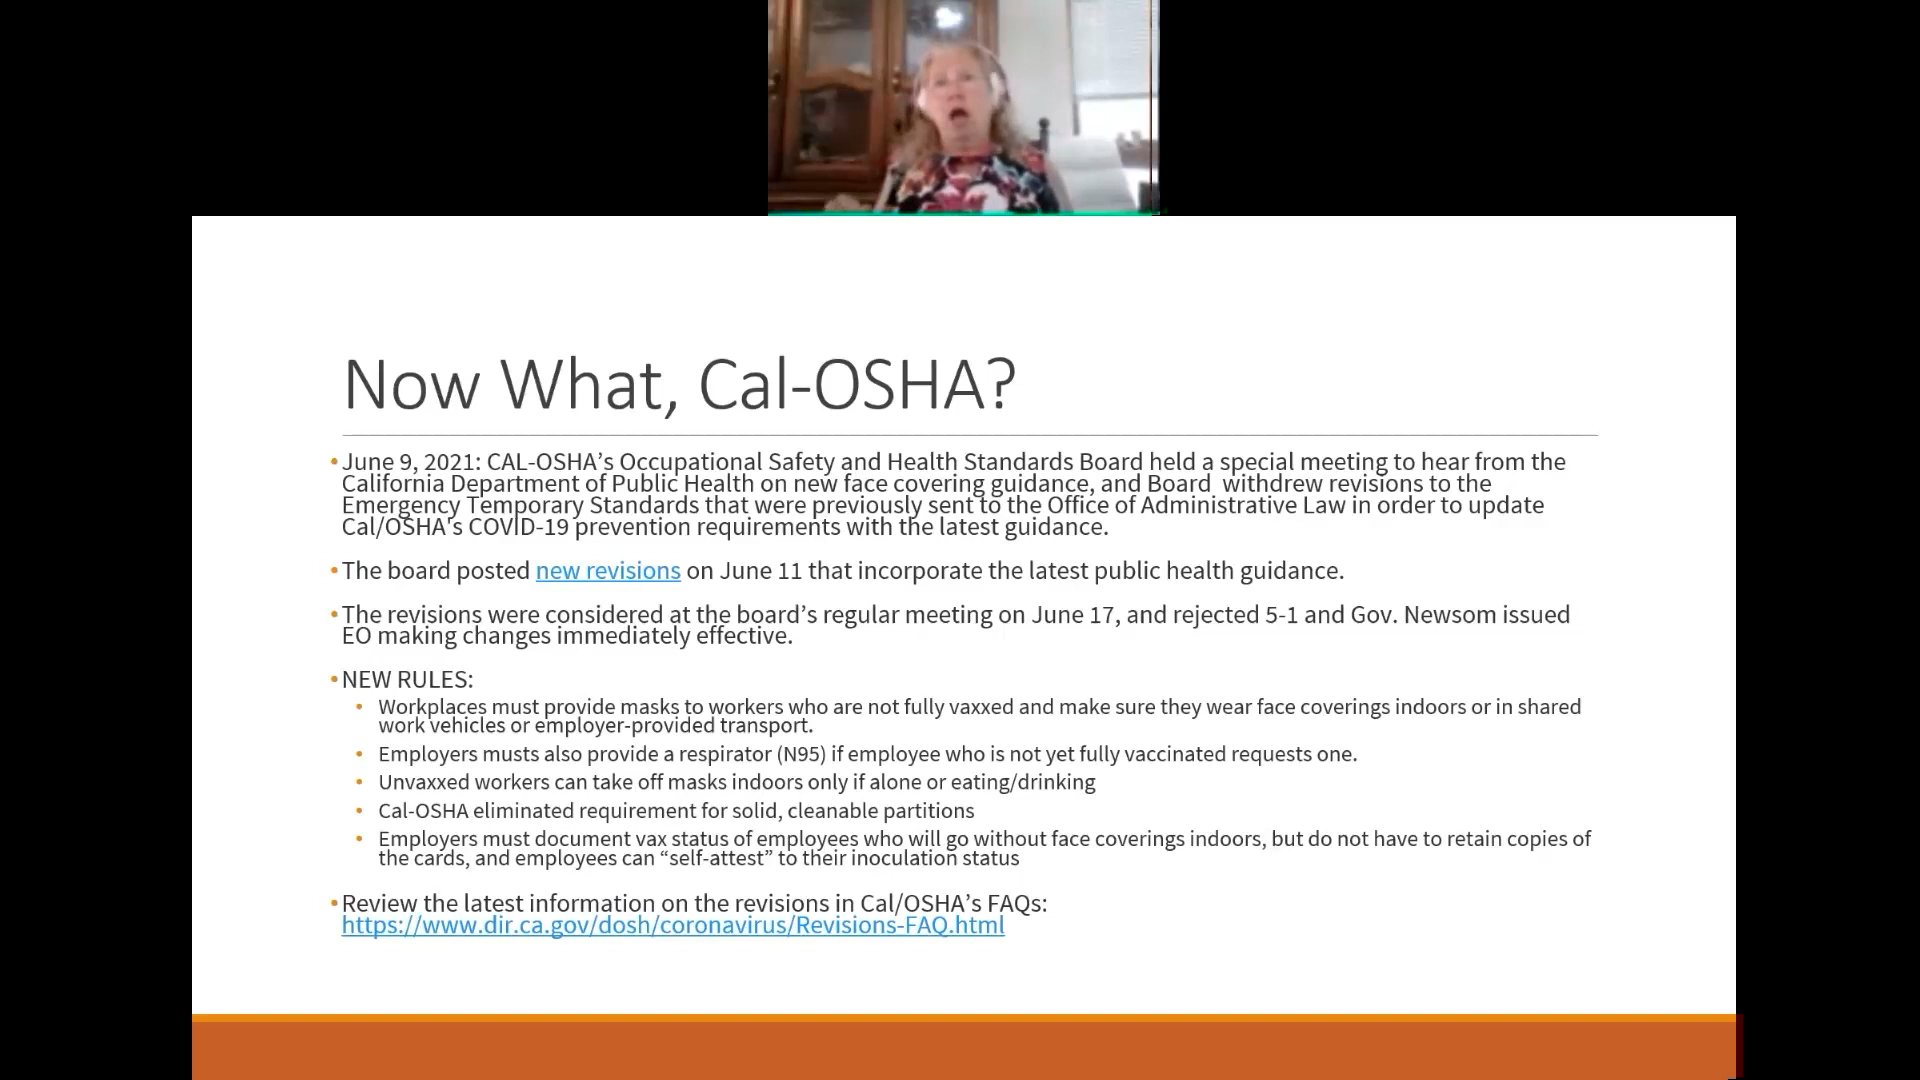 Now What, Cal-OSHA?
•June 9, 2021: CAL-OSHA’s Occupational Safety and Health Standards Board held a special meeting to hear from the
California Department of Public Health on new face covering guidance, and Board  withdrew revisions to the
Emergency Temporary Standards that were previously sent to the Office of Administrative Law in order to update
Cal/OSHA's COVID-19 prevention requirements with the latest guidance.
•The board posted new revisions on June 11 that incorporate the latest public health guidance.
•The revisions were considered at the board’s regular meeting on June 17, and rejected 5-1 and Gov. Newsom issued
EO making changes immediately effective.
•NEW RULES:
• Workplaces must provide masks to workers who are not fully vaxxed and make sure they wear face coverings indoors or in shared
work vehicles or employer-provided transport.
• Employers musts also provide a respirator (N95) if employee who is not yet fully vaccinated requests one.
• Unvaxxed workers can take off masks indoors only if alone or eating/drinking
• Cal-OSHA eliminated requirement for solid, cleanable partitions
• Employers must document vax status of employees who will go without face coverings indoors, but do not have to retain copies of
the cards, and employees can “self-attest” to their inoculation status
•Review the latest information on the revisions in Cal/OSHA’s FAQs:
https://www.dir.ca.gov/dosh/coronavirus/Revisions-FAQ.html